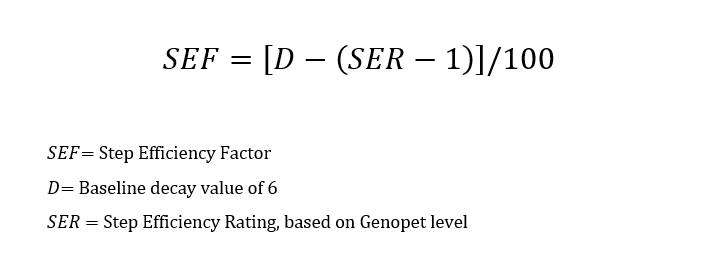 SEF = [D − (SER − 1)]/100
SEF= Step Efficiency Factor
D= Baseline decay value of 6
SER = Step Efficiency Rating, based on Genopet level